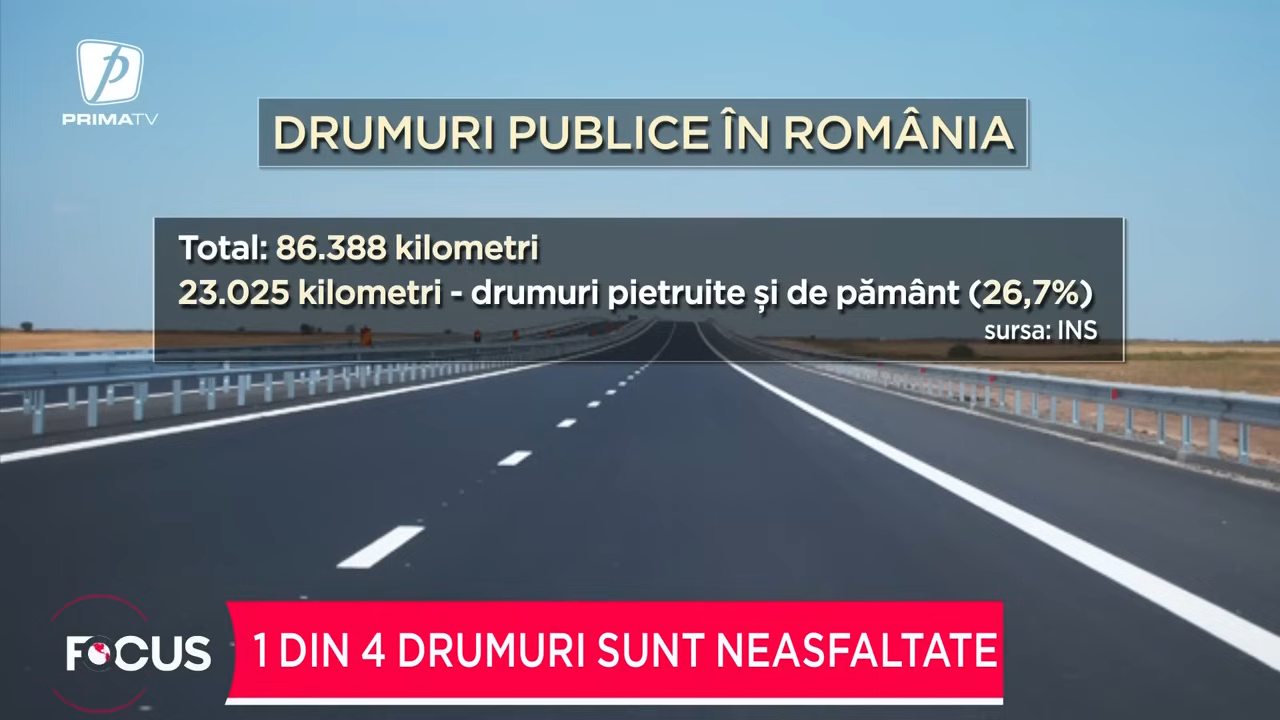 PRIMATV
DRUMURI PUBLICE ÎN ROMÂNIA
Total: 86.388 kilometri
23.025 kilometri - drumuri pietruite și de pământ (26,7%)
sursa: INS
FOCUS
1 DIN 4 DRUMURI SUNT NEASFALTATE